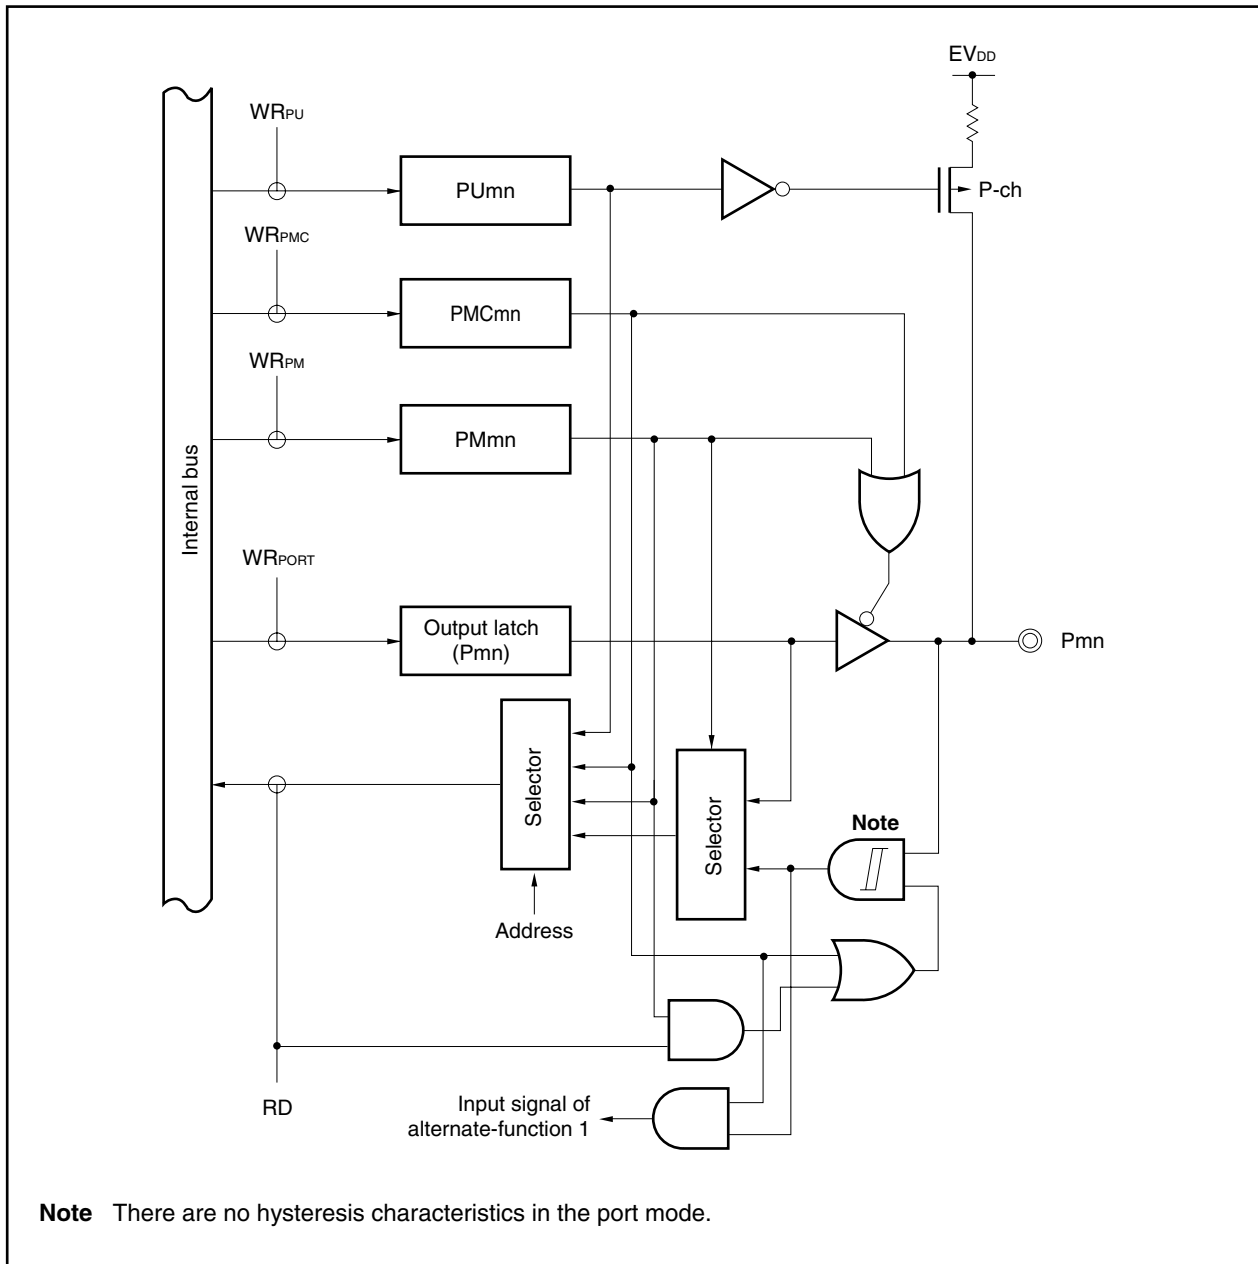 EVDD
WRPU
PUmn
P-ch
WRPMC
PMCmn
WRPM
PMmn
Internal bus
WRPORT
Output latch
(Pmn)
Pmn
Selector
Selector
Note
Address
RD
Input signal of
alternate-function 1
Note There are no hysteresis characteristics in the port mode.